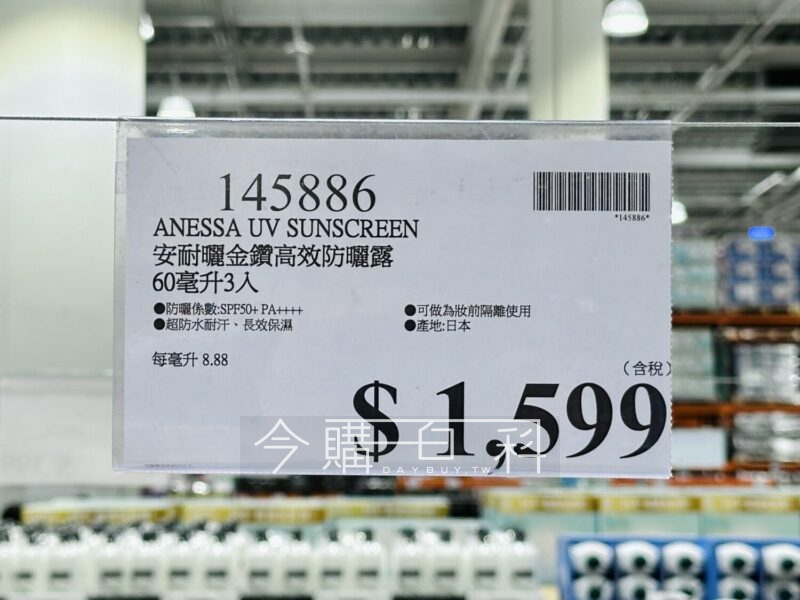 145886
*145886*
ANESSA UV SUNSCREEN
安耐曬金鑽高效防曬露
60毫升3入
●防曬係數:SPF50+ PA++++
●可做為妝前隔離使用
●超防水耐汗、長效保濕
●產地:日本
每毫升 8.88
(含稅)
$ 1,599
今購百科
DAYBUY.TW